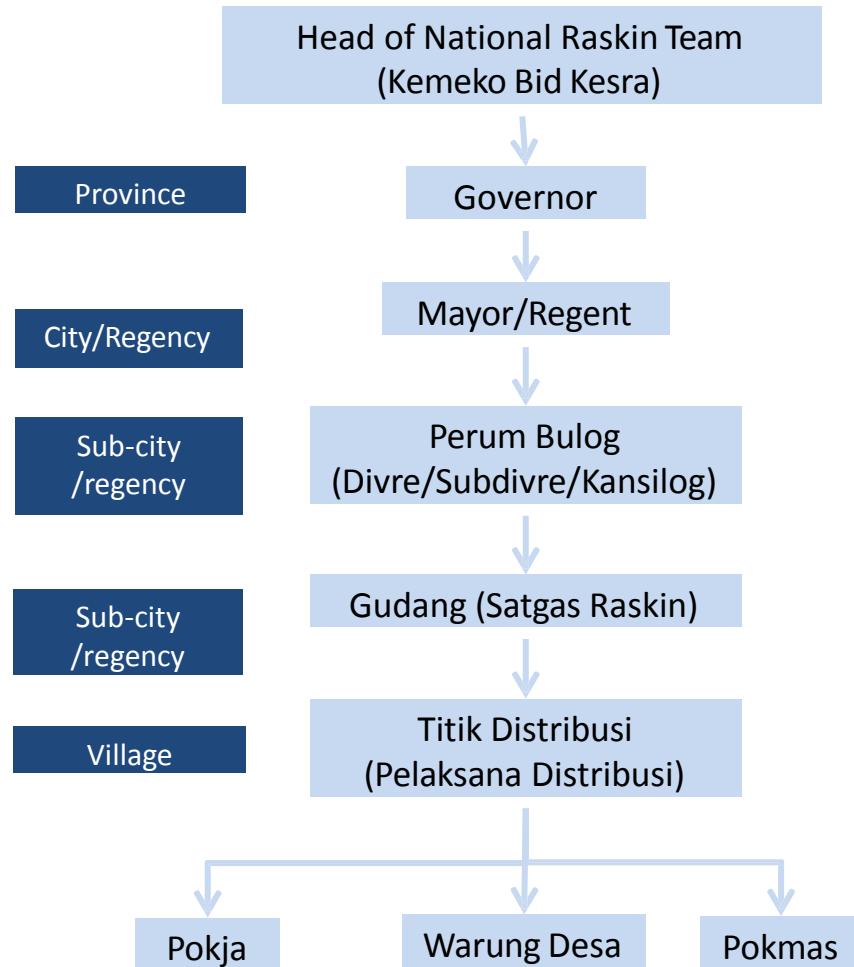 Head of National Raskin Team
(Kemeko Bid Kesra)
Province
Governor
City/Regency
Mayor/Regent
Sub-city
/regency
Perum Bulog
(Divre/Subdivre/Kansilog)
Sub-city
/regency
Gudang (Satgas Raskin)
Village
Titik Distribusi
(Pelaksana Distribusi)
Pokja
Warung Desa
Pokmas